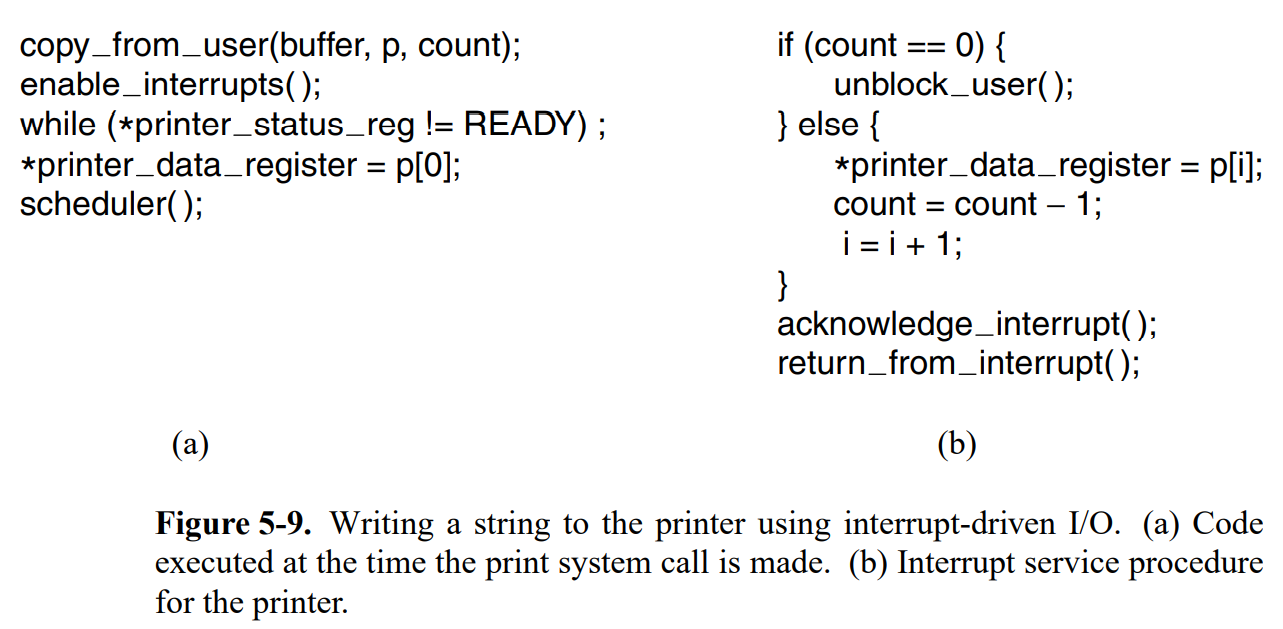 copy_from_user(buffer, p, count);
enable_interrupts( );
while (*printer_status_reg != READY) ;
*printer_data_register = p[0];
scheduler( );
(a)
if (count == 0) {
unblock_user( );
} else {
*printer_data_register = p[i];
count = count – 1;
i = i + 1;
}
acknowledge_interrupt( );
return_from_interrupt( );
(b)
Figure 5-9. Writing a string to the printer using interrupt-driven I/O. (a) Code
executed at the time the print system call is made. (b) Interrupt service procedure
for the printer.